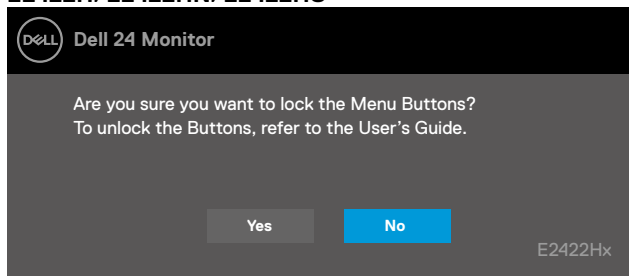 DELL Dell 24 Monitor
Are you sure you want to lock the Menu Buttons?
To unlock the Buttons, refer to the User's Guide.
Yes No
E2422Hx